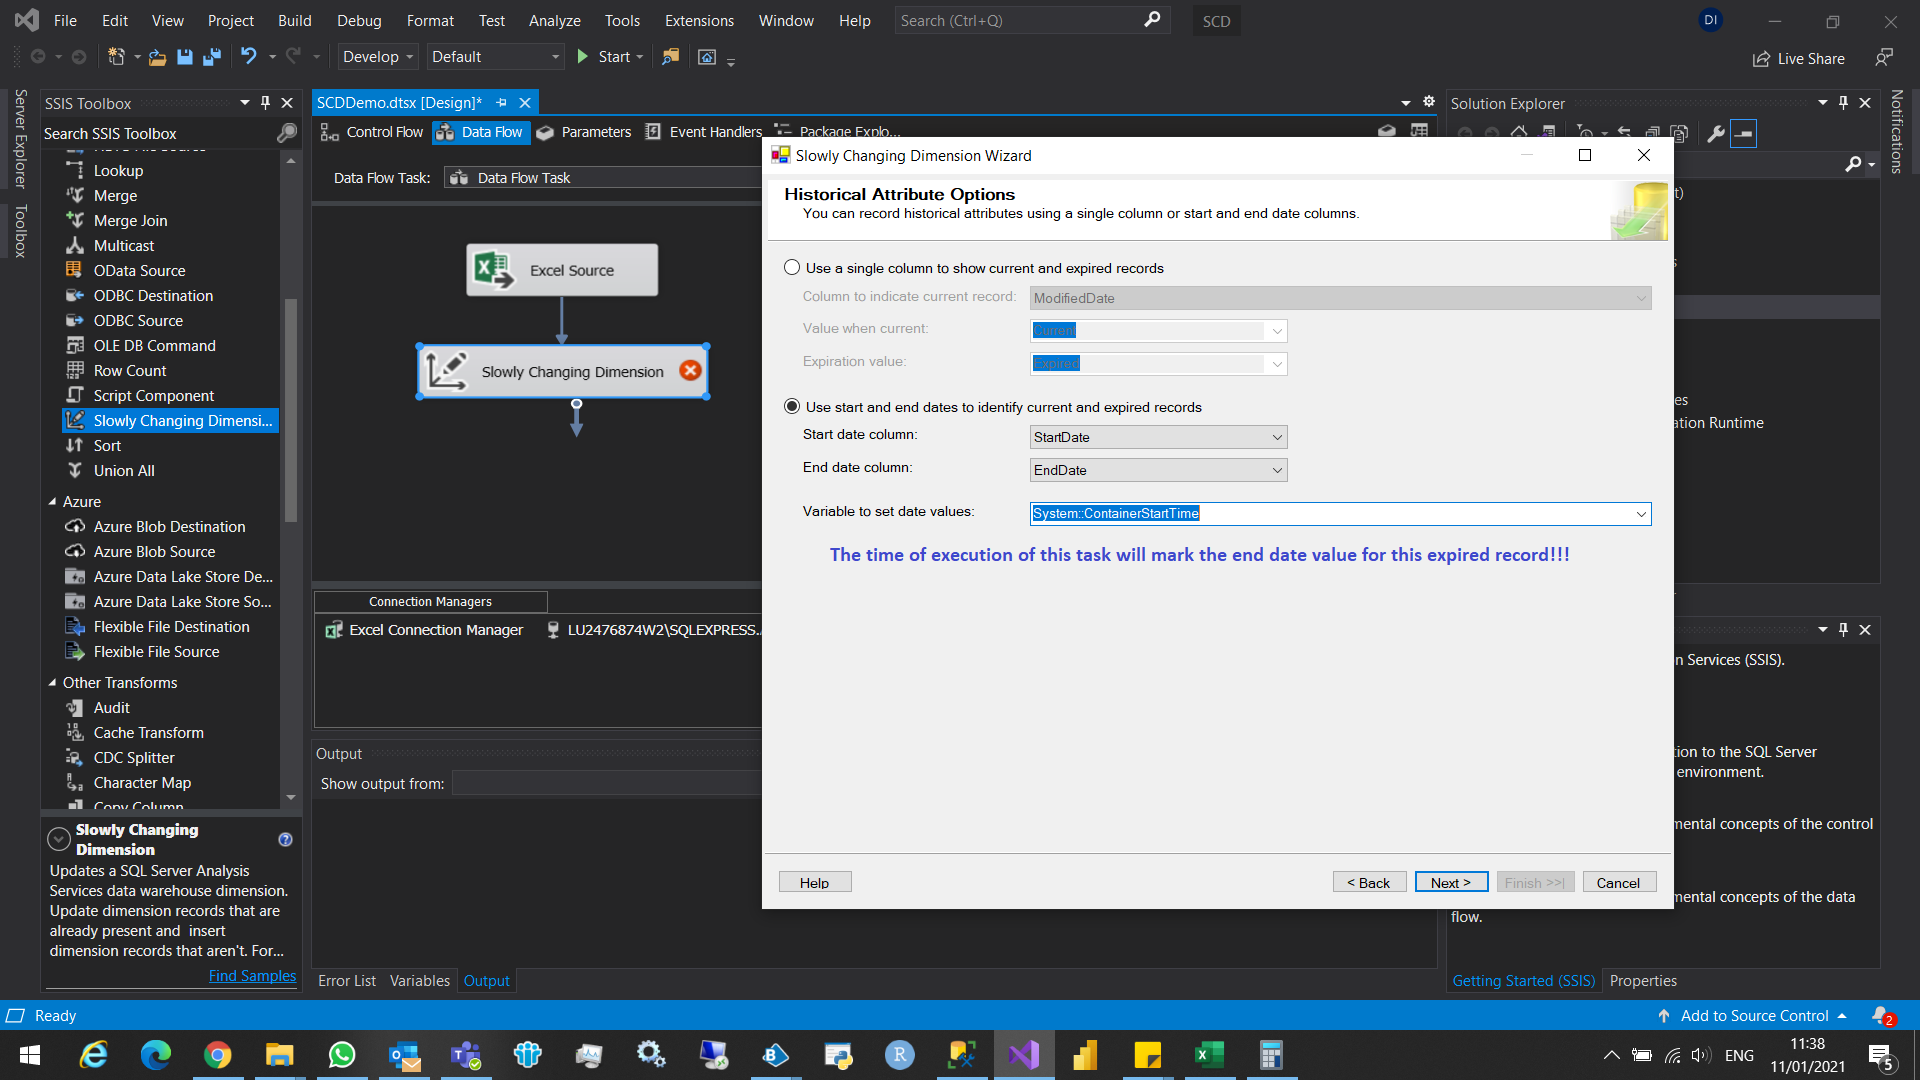 File Edit View Project Build Debug Format Test Analyze Tools Extensions Window Help Search (Ctrl+Q) SCD DI
Develop Default Start Live Share
Server Explorer
Toolbox
SSIS Toolbox
Search SSIS Toolbox
Lookup
Merge
Merge Join
Multicast
OData Source
ODBC Destination
ODBC Source
OLE DB Command
Row Count
Script Component
Slowly Changing Dimensi...
Sort
Union All
Azure
Azure Blob Destination
Azure Blob Source
Azure Data Lake Store De...
Azure Data Lake Store So...
Flexible File Destination
Flexible File Source
Other Transforms
Audit
Cache Transform
CDC Splitter
Character Map
Copy Column
Slowly Changing
Dimension
Updates a SQL Server Analysis
Services data warehouse dimension.
Update dimension records that are
already present and insert
dimension records that aren't. For...
Find Samples
SCDDemo.dtsx [Design]*
Control Flow Data Flow Parameters Event Handlers Package Explo...
Data Flow Task: Data Flow Task
Excel Source
Slowly Changing Dimension
Connection Managers
Excel Connection Manager LU2476874W2\SQLEXPRESS.
Output
Show output from:
Error List Variables Output
Slowly Changing Dimension Wizard
Historical Attribute Options
You can record historical attributes using a single column or start and end date columns.
Use a single column to show current and expired records
Column to indicate current record: ModifiedDate
Value when current: Current
Expiration value: Expired
Use start and end dates to identify current and expired records
Start date column: StartDate
End date column: EndDate
Variable to set date values: System::ContainerStartTime
The time of execution of this task will mark the end date value for this expired record!!!
Help < Back Next > Finish >>| Cancel
Solution Explorer
Notifications
t)
s
es
ation Runtime
n Services (SSIS).
tion to the SQL Server
environment.
mental concepts of the control
mental concepts of the data
flow.
Getting Started (SSIS) Properties
Ready Add to Source Control 2
ENG 11:38
11/01/2021 5